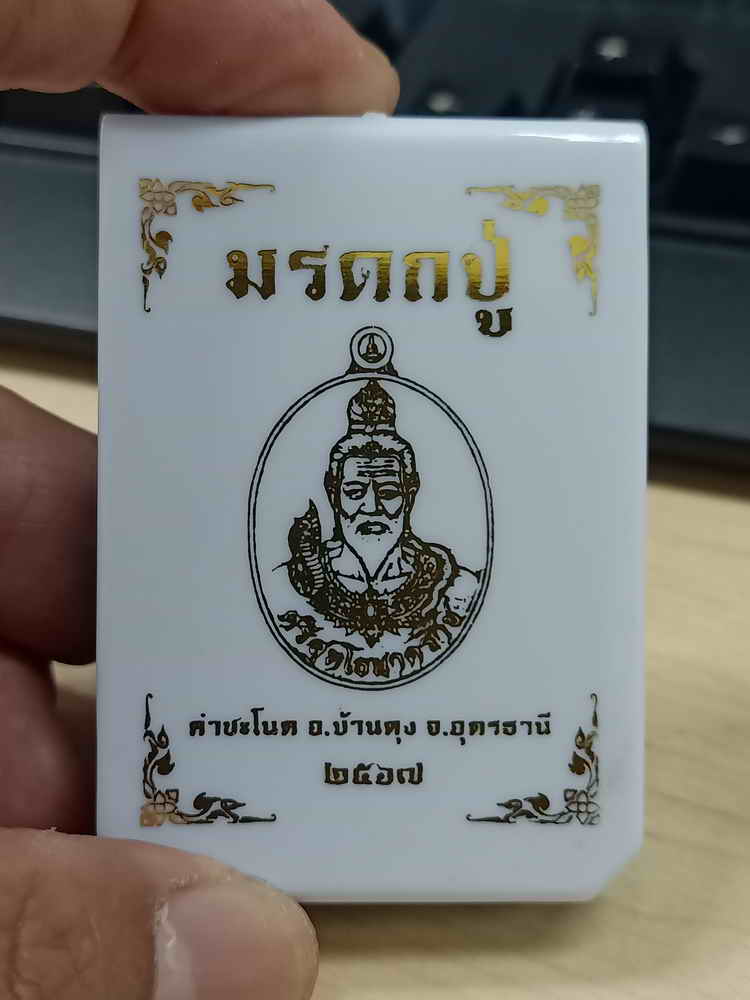 มรดกปู่
คำชะโนด อ.บ้านดุง จ.อุดรธานี
๒๕๖๗